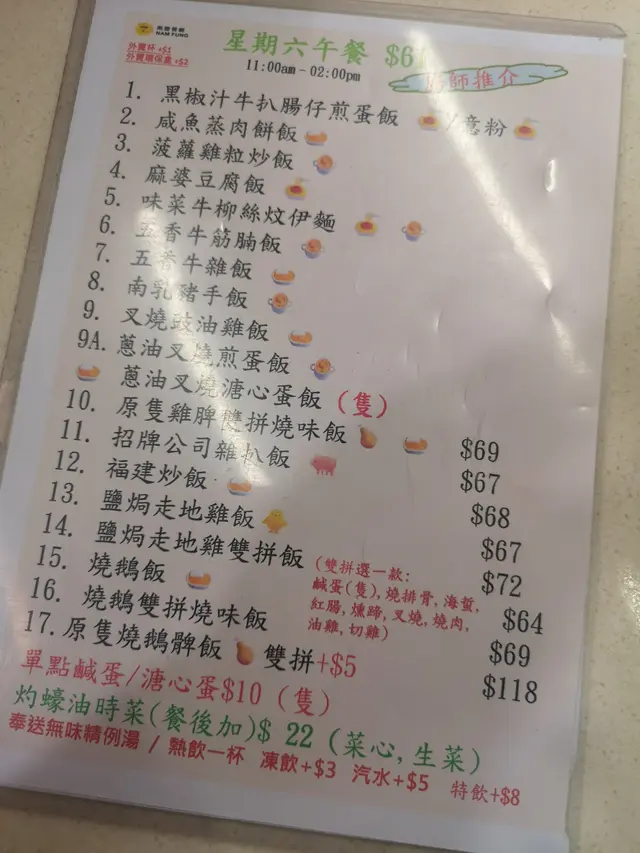 NAM FUNG
外賣杯+$1
外賣環保盒+$2
星期六午餐 $61
11:00am - 02:00pm
師推介
1. 黑椒汁牛扒腸仔煎蛋飯 / 意粉
2. 咸魚蒸肉餅飯
3. 菠蘿雞粒炒飯
4. 麻婆豆腐飯
5. 味菜牛柳絲炆伊麵
6. 五香牛筋腩飯
7. 五香牛雜飯
8. 南乳豬手飯
9. 叉燒豉油雞飯
9A. 蔥油叉燒煎蛋飯
蔥油叉燒溏心蛋飯 (隻)
10. 原隻雞脾雙拼燒味飯 $69
11. 招牌公司雜扒飯 $67
12. 福建炒飯 $68
13. 鹽焗走地雞飯 $67
14. 鹽焗走地雞雙拼飯 $72
(雙拼選一款:
鹹蛋(隻), 燒排骨, 海蜇,
紅腸, 燻蹄, 叉燒, 燒肉,
油雞, 切雞)
15. 燒鵝飯 $64
16. 燒鵝雙拼燒味飯 $69
17. 原隻燒鵝髀飯 雙拼+$5 $118
單點鹹蛋/溏心蛋$10 (隻)
灼蠔油時菜(餐後加)$ 22 (菜心, 生菜)
奉送無味精例湯 / 熱飲一杯 凍飲+$3 汽水+$5 特飲+$8